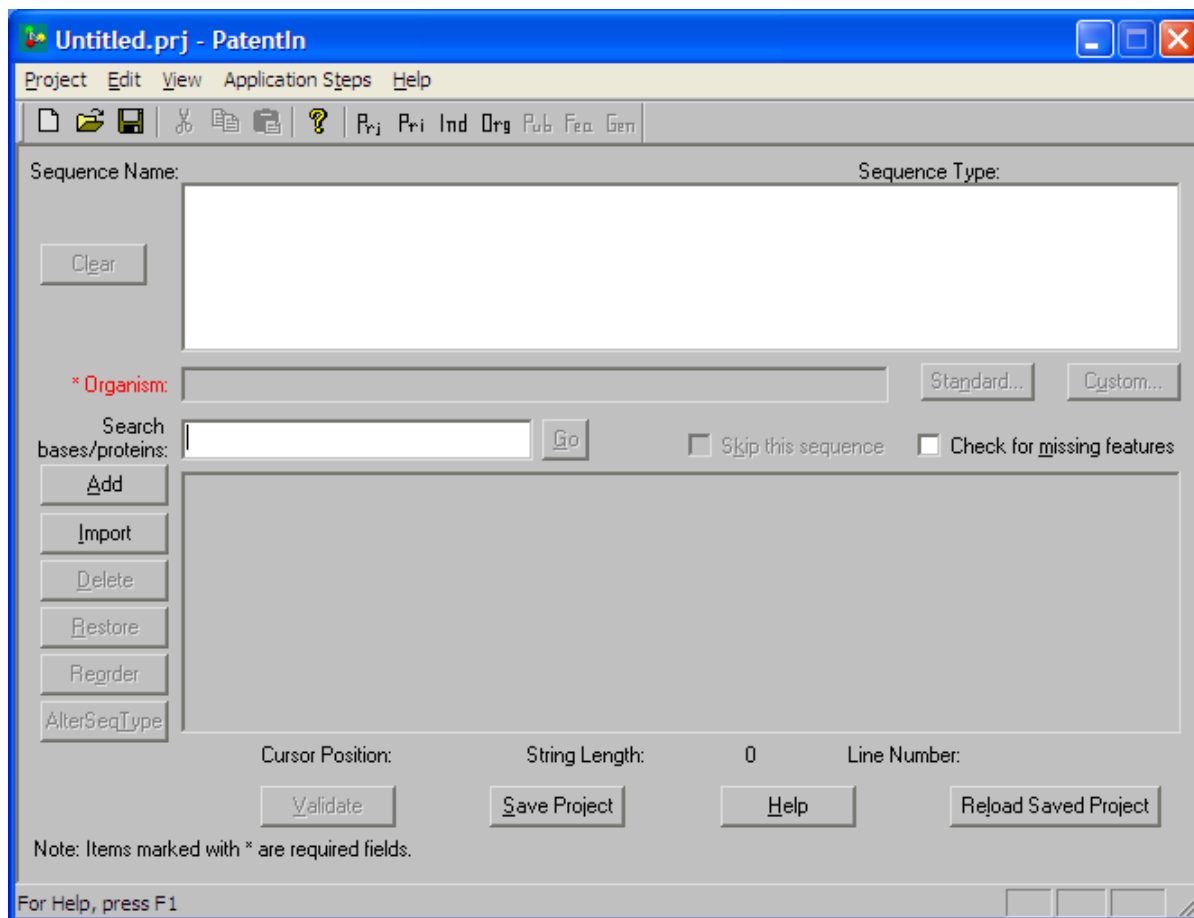 Untitled.prj - PatentIn
Project Edit View Application Steps Help
Prj Pri Ind Org Pub Fea Gen
Sequence Name: Sequence Type:
Clear
* Organism: Standard... Custom...
Search
bases/proteins: Go Skip this sequence Check for missing features
Add
Import
Delete
Restore
Reorder
AlterSeqType
Cursor Position: String Length: 0 Line Number:
Validate Save Project Help Reload Saved Project
Note: Items marked with * are required fields.
For Help, press F1